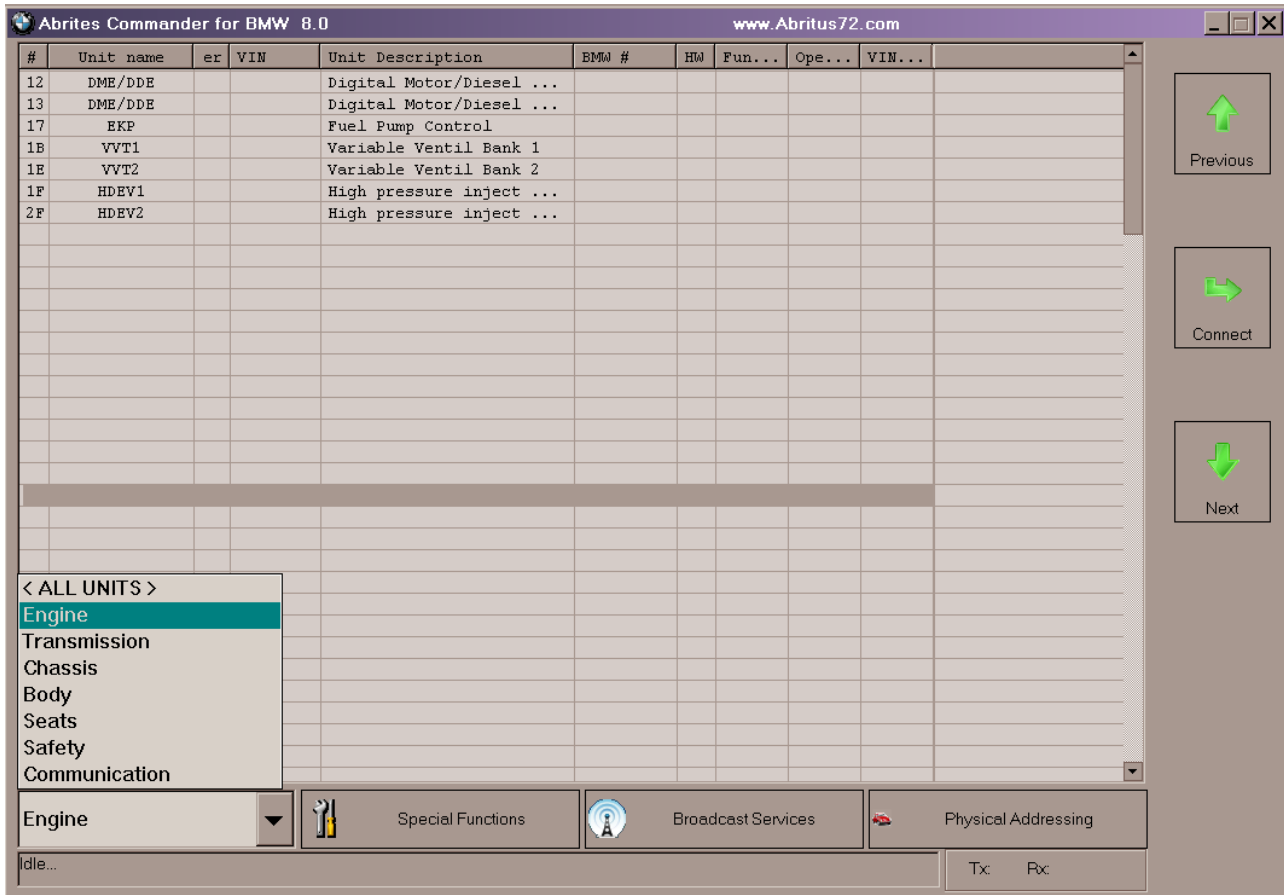 Abrites Commander for BMW 8.0 www.Abritus72.com
# Unit name er VIN Unit Description BMW # HW Fun... Ope... VIN...
12 DME/DDE Digital Motor/Diesel ...
13 DME/DDE Digital Motor/Diesel ...
17 EKP Fuel Pump Control
1B VVT1 Variable Ventil Bank 1
1E VVT2 Variable Ventil Bank 2
1F HDEV1 High pressure inject ...
2F HDEV2 High pressure inject ...
Previous
Connect
Next
< ALL UNITS >
Engine
Transmission
Chassis
Body
Seats
Safety
Communication
Engine Special Functions Broadcast Services Physical Addressing
Idle... Tx: Rx: